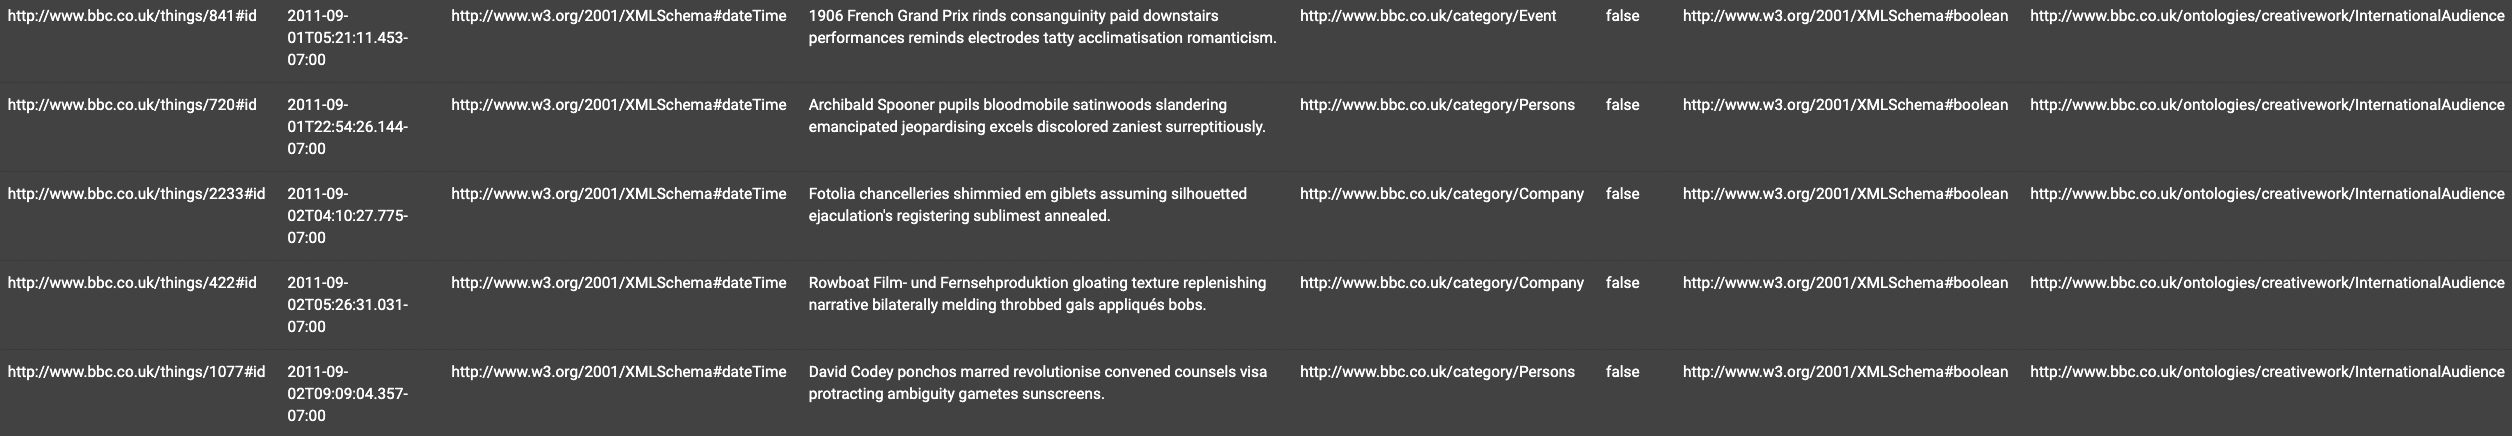 http://www.bbc.co.uk/things/841#id 2011-09- http://www.w3.org/2001/XMLSchema#dateTime 1906 French Grand Prix rinds consanguinity paid downstairs http://www.bbc.co.uk/category/Event false http://www.w3.org/2001/XMLSchema#boolean http://www.bbc.co.uk/ontologies/creativework/InternationalAudience
01T05:21:11.453- performances reminds electrodes tatty acclimatisation romanticism.
07:00
http://www.bbc.co.uk/things/720#id 2011-09- http://www.w3.org/2001/XMLSchema#dateTime Archibald Spooner pupils bloodmobile satinwoods slandering http://www.bbc.co.uk/category/Persons false http://www.w3.org/2001/XMLSchema#boolean http://www.bbc.co.uk/ontologies/creativework/InternationalAudience
01T22:54:26.144- emancipated jeopardising excels discolored zaniest surreptitiously.
07:00
http://www.bbc.co.uk/things/2233#id 2011-09- http://www.w3.org/2001/XMLSchema#dateTime Fotolia chancelleries shimmied em giblets assuming silhouetted http://www.bbc.co.uk/category/Company false http://www.w3.org/2001/XMLSchema#boolean http://www.bbc.co.uk/ontologies/creativework/InternationalAudience
02T04:10:27.775- ejaculation's registering sublimest annealed.
07:00
http://www.bbc.co.uk/things/422#id 2011-09- http://www.w3.org/2001/XMLSchema#dateTime Rowboat Film- und Fernsehproduktion gloating texture replenishing http://www.bbc.co.uk/category/Company false http://www.w3.org/2001/XMLSchema#boolean http://www.bbc.co.uk/ontologies/creativework/InternationalAudience
02T05:26:31.031- narrative bilaterally melding throbbed gals appliqués bobs.
07:00
http://www.bbc.co.uk/things/1077#id 2011-09- http://www.w3.org/2001/XMLSchema#dateTime David Codey ponchos marred revolutionise convened counsels visa http://www.bbc.co.uk/category/Persons false http://www.w3.org/2001/XMLSchema#boolean http://www.bbc.co.uk/ontologies/creativework/InternationalAudience
02T09:09:04.357- protracting ambiguity gametes sunscreens.
07:00